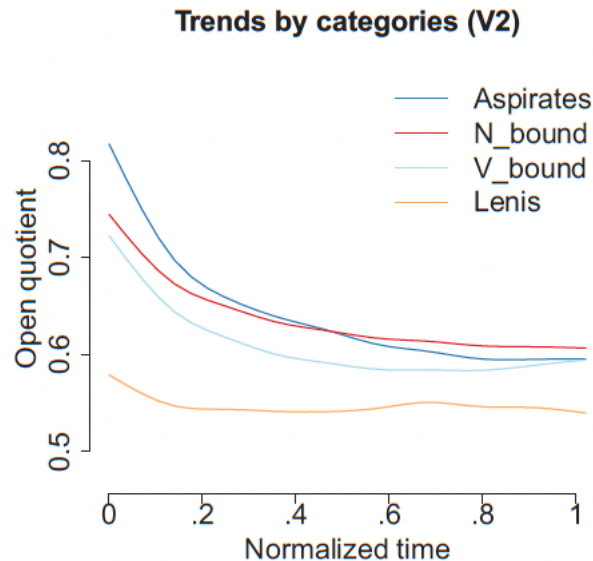 Trends by categories (V2)
Aspirates
N_bound
V_bound
Lenis
Open quotient
0.8
0.7
0.6
0.5
0 .2 .4 .6 .8 1
Normalized time